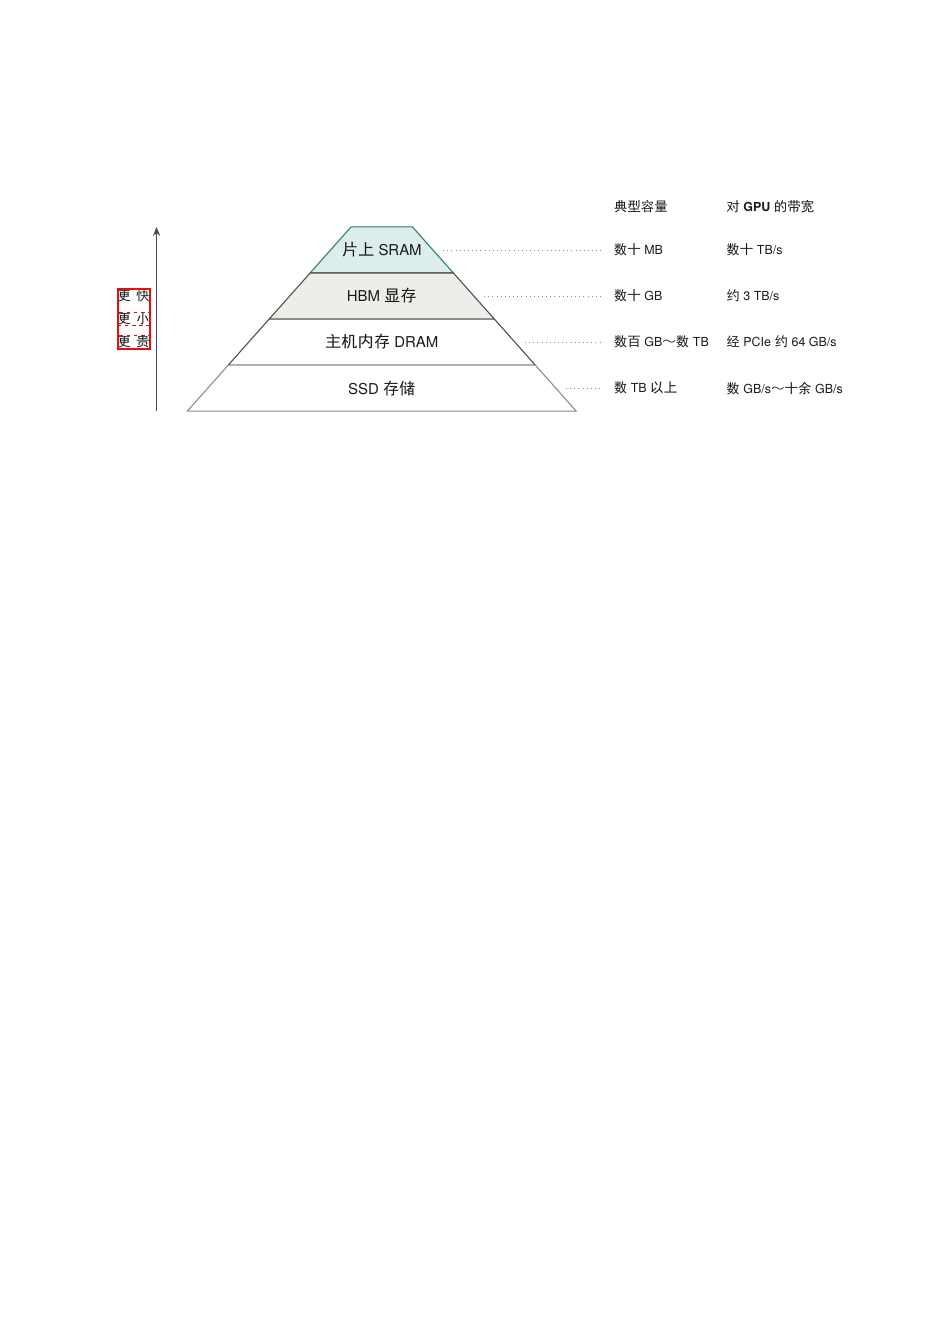 典型容量 对 GPU 的带宽
片上 SRAM 数十 MB 数十 TB/s
更 快 HBM 显存 数十 GB 约 3 TB/s
更 小
更 贵 主机内存 DRAM 数百 GB～数 TB 经 PCIe 约 64 GB/s
SSD 存储 数 TB 以上 数 GB/s～十余 GB/s